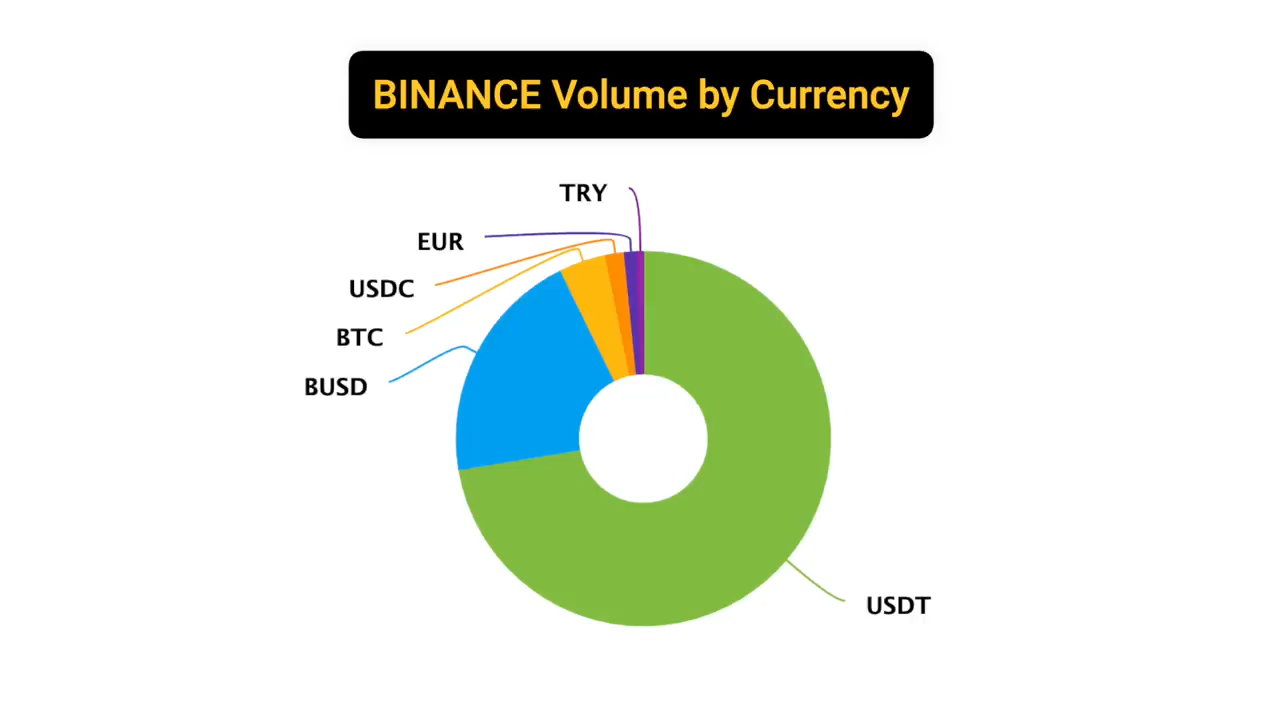 BINANCE Volume by Currency
TRY
EUR
USDC
BTC
BUSD
USDT